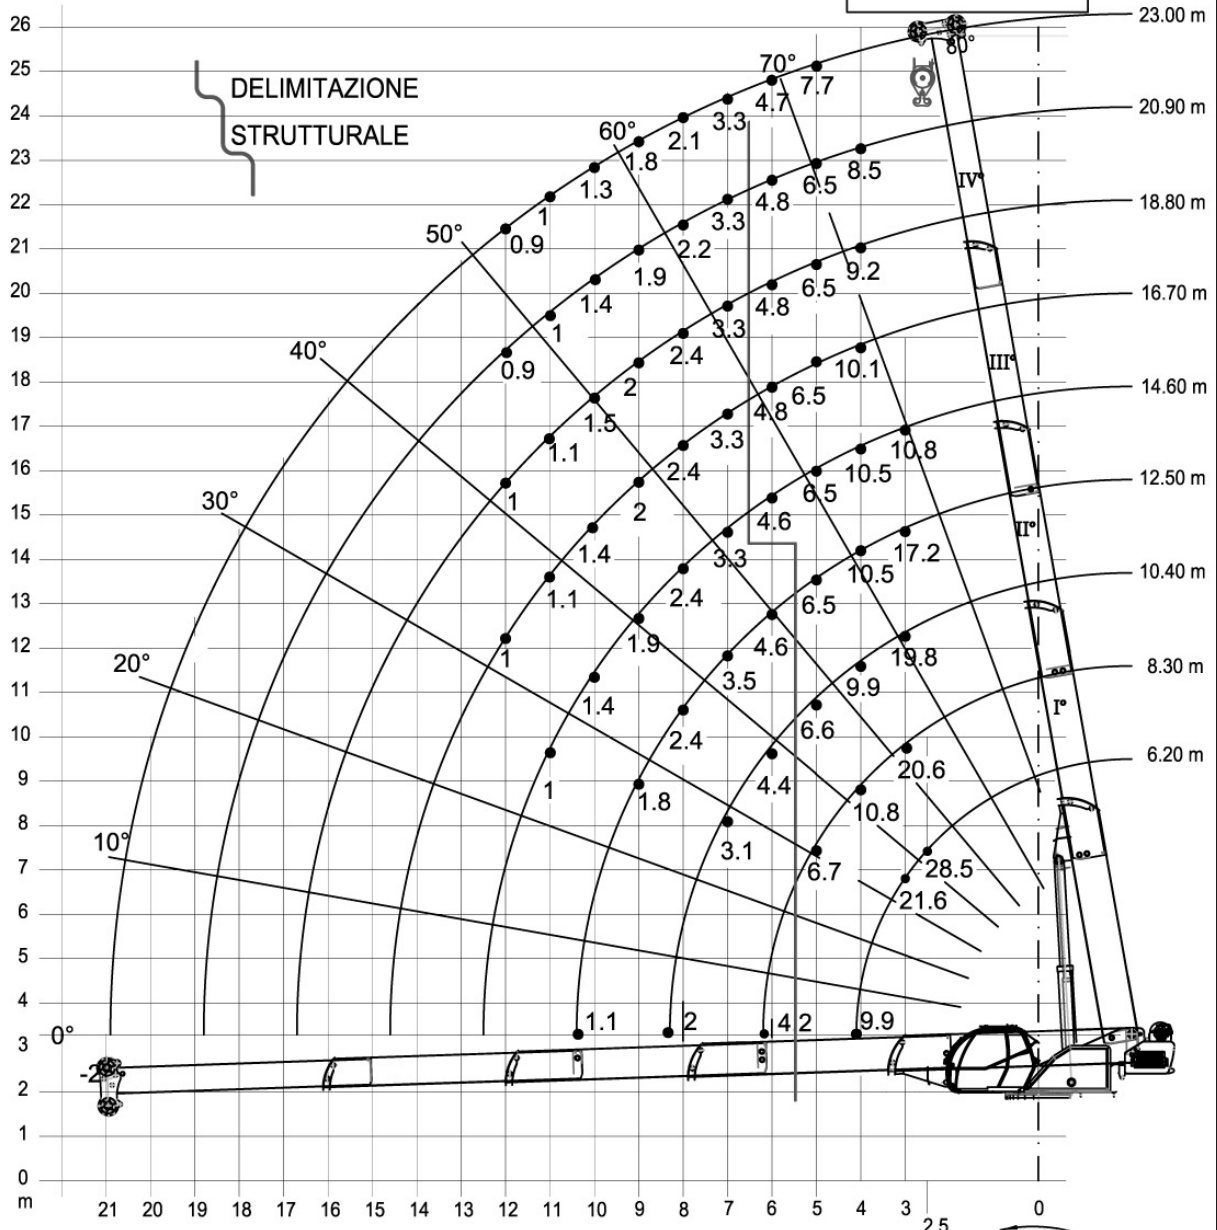 26 23.00 m
80°
70°
25 7.7
DELIMITAZIONE 4.7
24 3.3 20.90 m
STRUTTURALE 60° 2.1
23 1.8 8.5
1.3 6.5 IV°
22 1 4.8 18.80 m
50° 0.9 3.3
21 2.2 9.2
1.9 6.5
20 1.4 4.8 16.70 m
1 3.3
19 2.4 10.1
40° 0.9 2 6.5 III°
18 1.5 4.8 14.60 m
17 1.1 3.3 10.8
16 2.4 10.5
30° 1 2 6.5 12.50 m
15 4.6 II°
14 1.4 3.3 17.2
10.5 10.40 m
13 1.1 2.4 6.5
12 1 1.9 4.6 19.8
20° 8.30 m
11 1.4 3.5 9.9 I°
10 2.4 6.6 6.20 m
9 1 1.8 4.4 20.6
10° 10.8
8 3.1
7 6.7 28.5
6 21.6
5
4
0° 1.1 2 4 2 9.9
3
-2
2
1
0
m 21 20 19 18 17 16 15 14 13 12 11 10 9 8 7 6 5 4 3 0
2.5